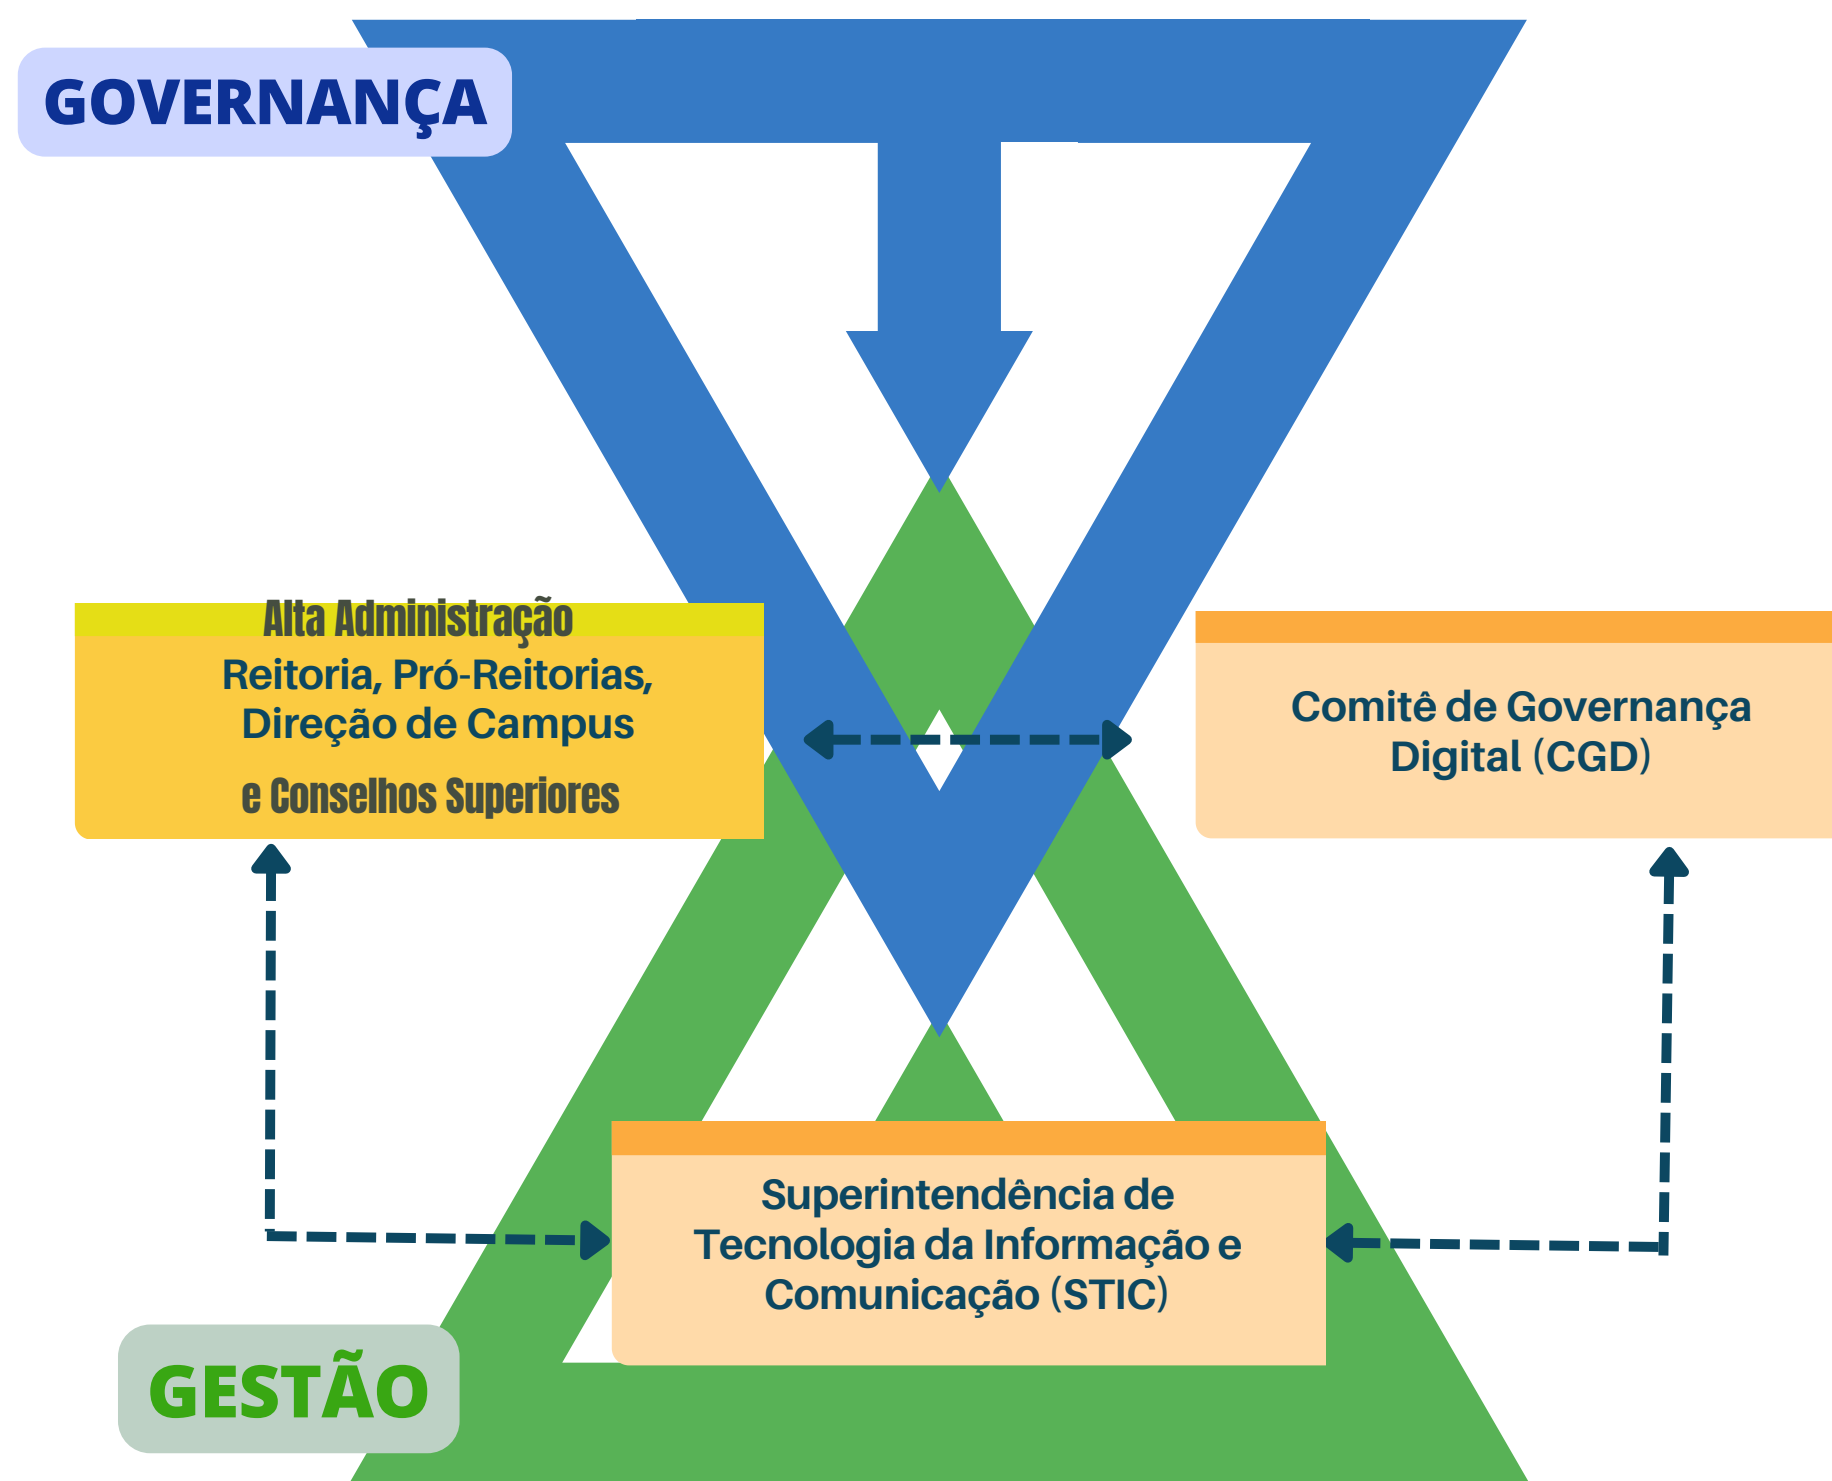 GOVERNANÇA
Alta Administração
Reitoria, Pró-Reitorias,
Direção de Campus
e Conselhos Superiores
Comitê de Governança
Digital (CGD)
Superintendência de
Tecnologia da Informação e
Comunicação (STIC)
GESTÃO